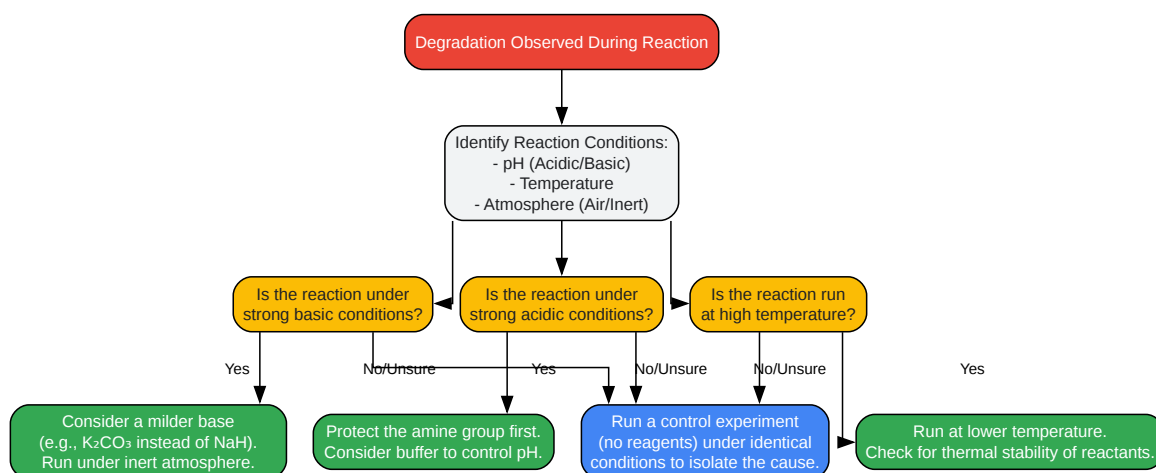 Degradation Observed During Reaction
Identify Reaction Conditions:
- pH (Acidic/Basic)
- Temperature
- Atmosphere (Air/Inert)
Is the reaction under
strong basic conditions?
Is the reaction under
strong acidic conditions?
Is the reaction run
at high temperature?
Yes
No/Unsure
Yes
No/Unsure
No/Unsure
Yes
Consider a milder base
(e.g., K₂CO₃ instead of NaH).
Run under inert atmosphere.
Protect the amine group first.
Consider buffer to control pH.
Run a control experiment
(no reagents) under identical
conditions to isolate the cause.
Run at lower temperature.
Check for thermal stability of reactants.